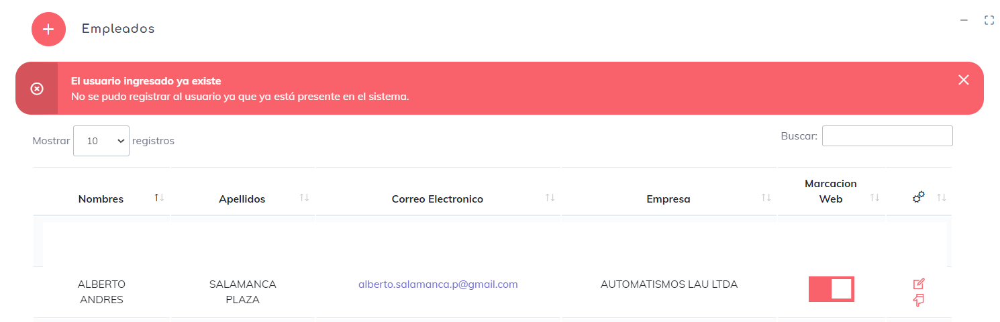 Empleados
El usuario ingresado ya existe
No se pudo registrar al usuario ya que ya está presente en el sistema.
Mostrar 10 registros
Buscar:
Nombres Apellidos Correo Electronico Empresa Marcacion Web
ALBERTO ANDRES SALAMANCA PLAZA alberto.salamanca.p@gmail.com AUTOMATISMOS LAU LTDA